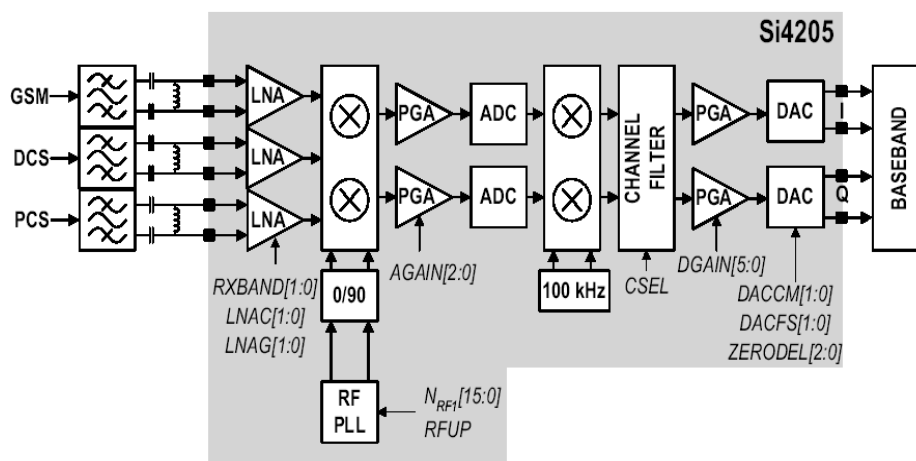 Si4205
GSM
DCS
PCS
LNA
LNA
LNA
PGA
PGA
ADC
ADC
CHANNEL
FILTER
PGA
PGA
DAC
DAC
I
Q
BASEBAND
RXBAND[1:0]
LNAC[1:0]
LNAG[1:0]
0/90
AGAIN[2:0]
100 kHz
CSEL
DGAIN[5:0]
DACCM[1:0]
DACFS[1:0]
ZERODEL[2:0]
RF
PLL
NRF1[15:0]
RFUP